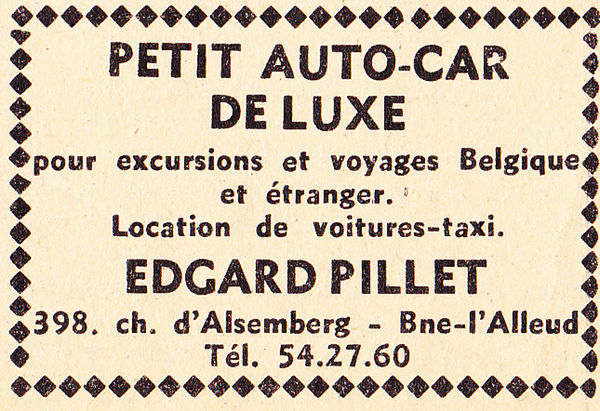 PETIT AUTO-CAR
DE LUXE
pour excursions et voyages Belgique
et étranger.
Location de voitures-taxi.
EDGARD PILLET
398. ch. d'Alsemberg - Bne-l'Alleud
Tél. 54.27.60